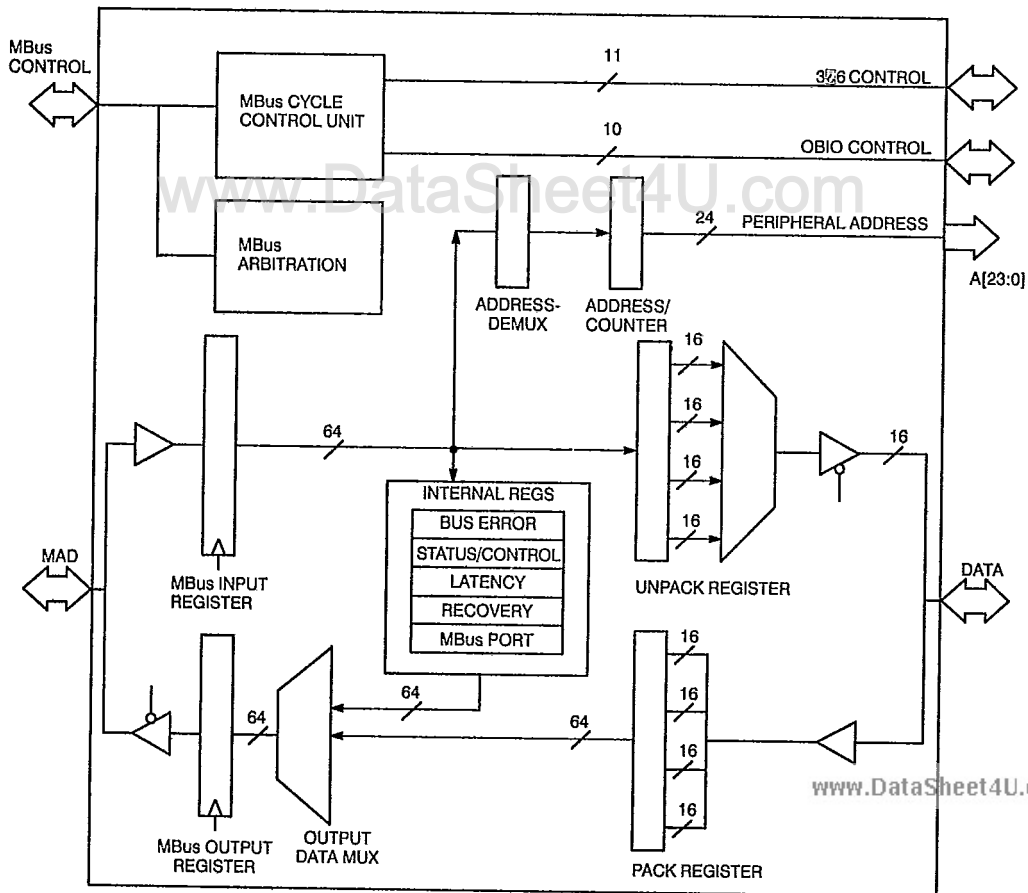 MBus
CONTROL
MBus CYCLE
CONTROL UNIT
11
CONTROL
10
OBIO CONTROL
www.DataSheet4U.com
MBus
ARBITRATION
24
PERIPHERAL ADDRESS
A[23:0]
ADDRESS-
DEMUX
ADDRESS/
COUNTER
64
16
16
16
16
16
INTERNAL REGS
BUS ERROR
STATUS/CONTROL
LATENCY
RECOVERY
MBus PORT
MAD
MBus INPUT
REGISTER
UNPACK REGISTER
DATA
64
64
64
16
16
16
16
www.DataSheet4U.
MBus OUTPUT
REGISTER
OUTPUT
DATA MUX
PACK REGISTER